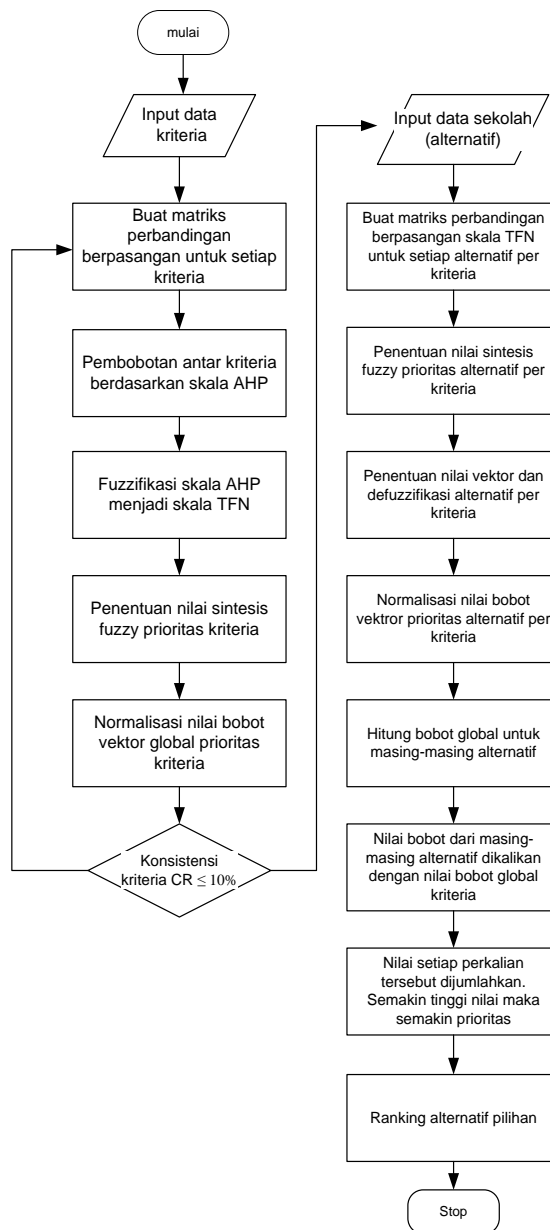 mulai
Input data
kriteria
Buat matriks
perbandingan
berpasangan untuk setiap
kriteria
Pembobotan antar kriteria
berdasarkan skala AHP
Fuzzifikasi skala AHP
menjadi skala TFN
Penentuan nilai sintesis
fuzzy prioritas kriteria
Normalisasi nilai bobot
vektor global prioritas
kriteria
Konsistensi
kriteria CR ≤ 10%
Input data sekolah
(alternatif)
Buat matriks perbandingan
berpasangan skala TFN
untuk setiap alternatif per
kriteria
Penentuan nilai sintesis
fuzzy prioritas alternatif per
kriteria
Penentuan nilai vektor dan
defuzzifikasi alternatif per
kriteria
Normalisasi nilai bobot
vektror prioritas alternatif per
kriteria
Hitung bobot global untuk
masing-masing alternatif
Nilai bobot dari masing-
masing alternatif dikalikan
dengan nilai bobot global
kriteria
Nilai setiap perkalian
tersebut dijumlahkan.
Semakin tinggi nilai maka
semakin prioritas
Ranking alternatif pilihan
Stop